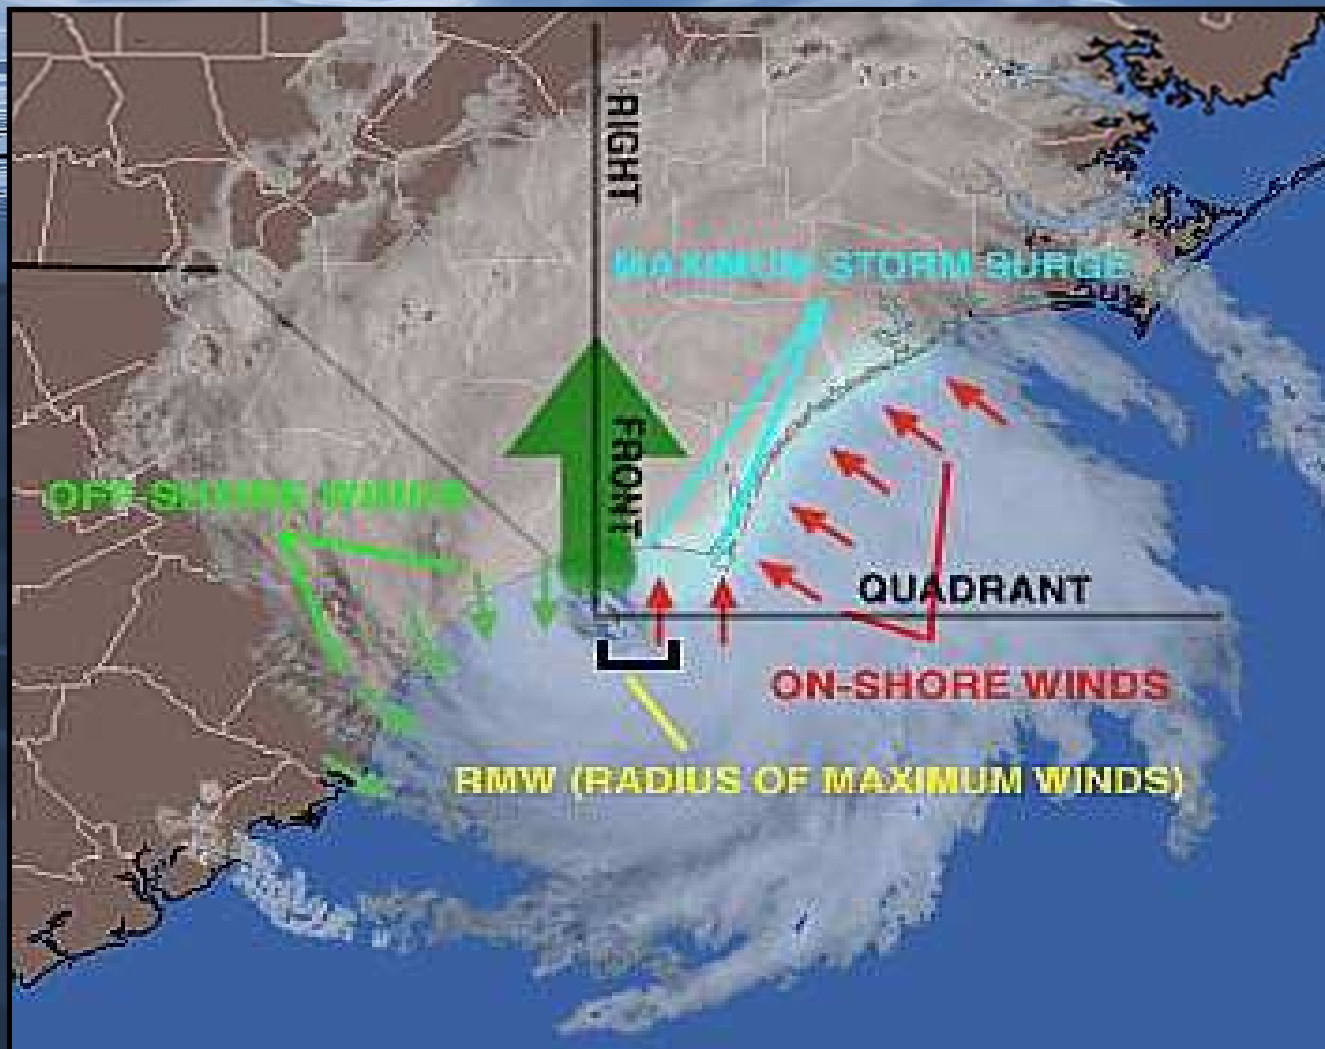 RIGHT
MAXIMUM STORM SURGE
FRONT
OFF-SHORE WINDS
QUADRANT
ON-SHORE WINDS
RMW (RADIUS OF MAXIMUM WINDS)